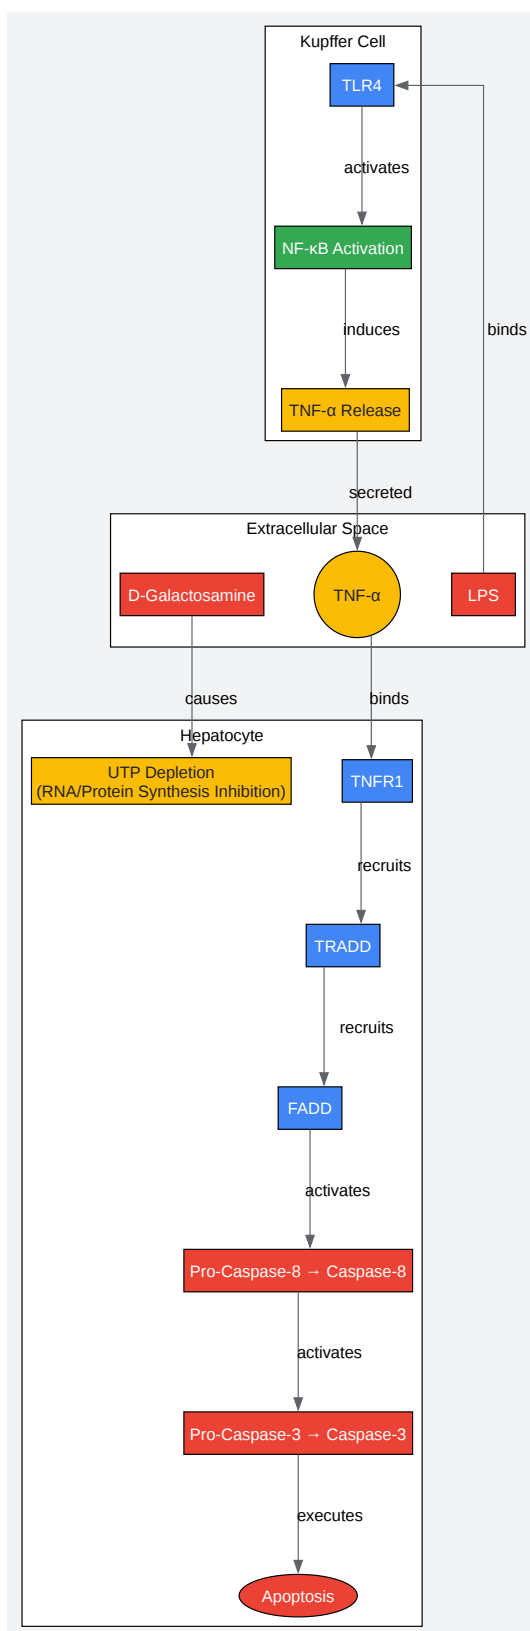 Kupffer Cell
TLR4
activates
NF-κB Activation
induces
binds
TNF-α Release
secreted
Extracellular Space
D-Galactosamine
TNF-α
LPS
causes
binds
Hepatocyte
UTP Depletion
(RNA/Protein Synthesis Inhibition)
TNFR1
recruits
TRADD
recruits
FADD
activates
Pro-Caspase-8 → Caspase-8
activates
Pro-Caspase-3 → Caspase-3
executes
Apoptosis